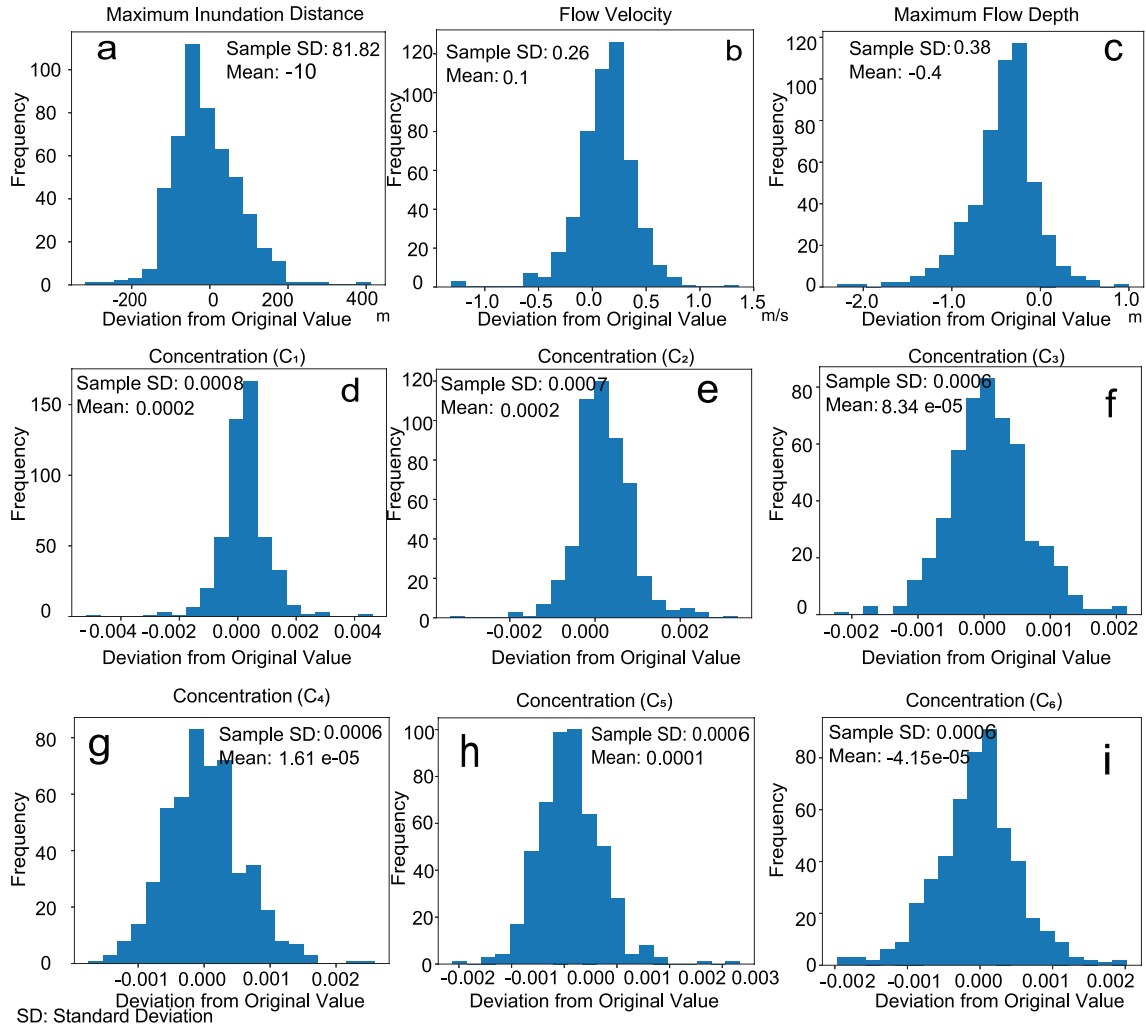 Maximum Inundation Distance
a
Sample SD: 81.82
Mean: -10
Frequency
100
80
60
40
20
0
-200
0
200
400
Deviation from Original Value
m
Flow Velocity
b
Sample SD: 0.26
Mean: 0.1
Frequency
120
100
80
60
40
20
0
-1.0
-0.5
0.0
0.5
1.0
1.5
Deviation from Original Value
m/s
Maximum Flow Depth
c
Sample SD: 0.38
Mean: -0.4
Frequency
120
100
80
60
40
20
0
-2.0
-1.0
0.0
1.0
Deviation from Original Value
m
Concentration (C₁)
d
Sample SD: 0.0008
Mean: 0.0002
Frequency
150
100
50
0
-0.004
-0.002
0.000
0.002
0.004
Deviation from Original Value
Concentration (C₂)
e
Sample SD: 0.0007
Mean: 0.0002
Frequency
120
100
80
60
40
20
0
-0.002
0.000
0.002
Deviation from Original Value
Concentration (C₃)
f
Sample SD: 0.0006
Mean: 8.34 e-05
Frequency
80
60
40
20
0
-0.002
-0.001
0.000
0.001
0.002
Deviation from Original Value
Concentration (C₄)
g
Sample SD: 0.0006
Mean: 1.61 e-05
Frequency
80
60
40
20
0
-0.001
0.000
0.001
0.002
Deviation from Original Value
Concentration (C₅)
h
Sample SD: 0.0006
Mean: 0.0001
Frequency
100
80
60
40
20
0
-0.002
-0.001
0.000
0.001
0.002
0.003
Deviation from Original Value
Concentration (C₆)
i
Sample SD: 0.0006
Mean: -4.15e-05
Frequency
80
60
40
20
0
-0.002
-0.001
0.000
0.001
0.002
Deviation from Original Value
SD: Standard Deviation